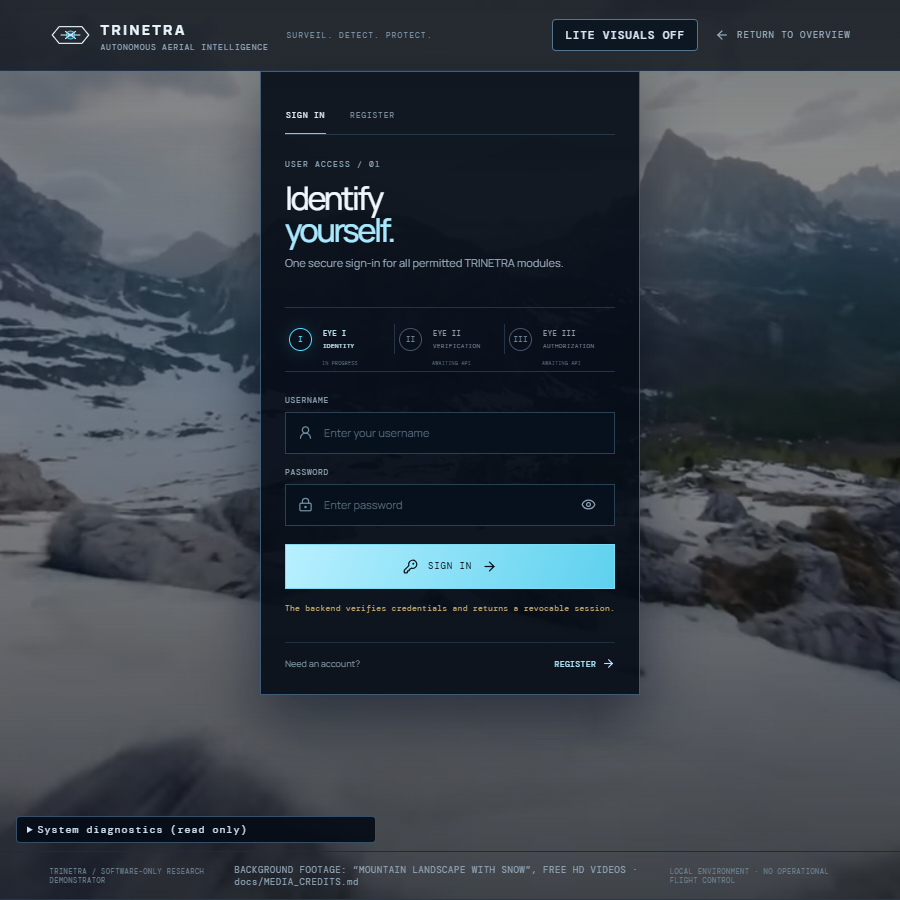 TRINETRA
AUTONOMOUS AERIAL INTELLIGENCE
SURVEIL. DETECT. PROTECT.
LITE VISUALS OFF
RETURN TO OVERVIEW
SIGN IN
REGISTER
USER ACCESS / 01
Identify
yourself.
One secure sign-in for all permitted TRINETRA modules.
I
EYE I
IDENTITY
IN PROGRESS
II
EYE II
VERIFICATION
AWAITING API
III
EYE III
AUTHORIZATION
AWAITING API
USERNAME
Enter your username
PASSWORD
Enter password
SIGN IN
The backend verifies credentials and returns a revocable session.
Need an account?
REGISTER
System diagnostics (read only)
TRINETRA / SOFTWARE-ONLY RESEARCH
DEMONSTRATOR
BACKGROUND FOOTAGE: “MOUNTAIN LANDSCAPE WITH SNOW”, FREE HD VIDEOS ·
docs/MEDIA_CREDITS.md
LOCAL ENVIRONMENT · NO OPERATIONAL
FLIGHT CONTROL